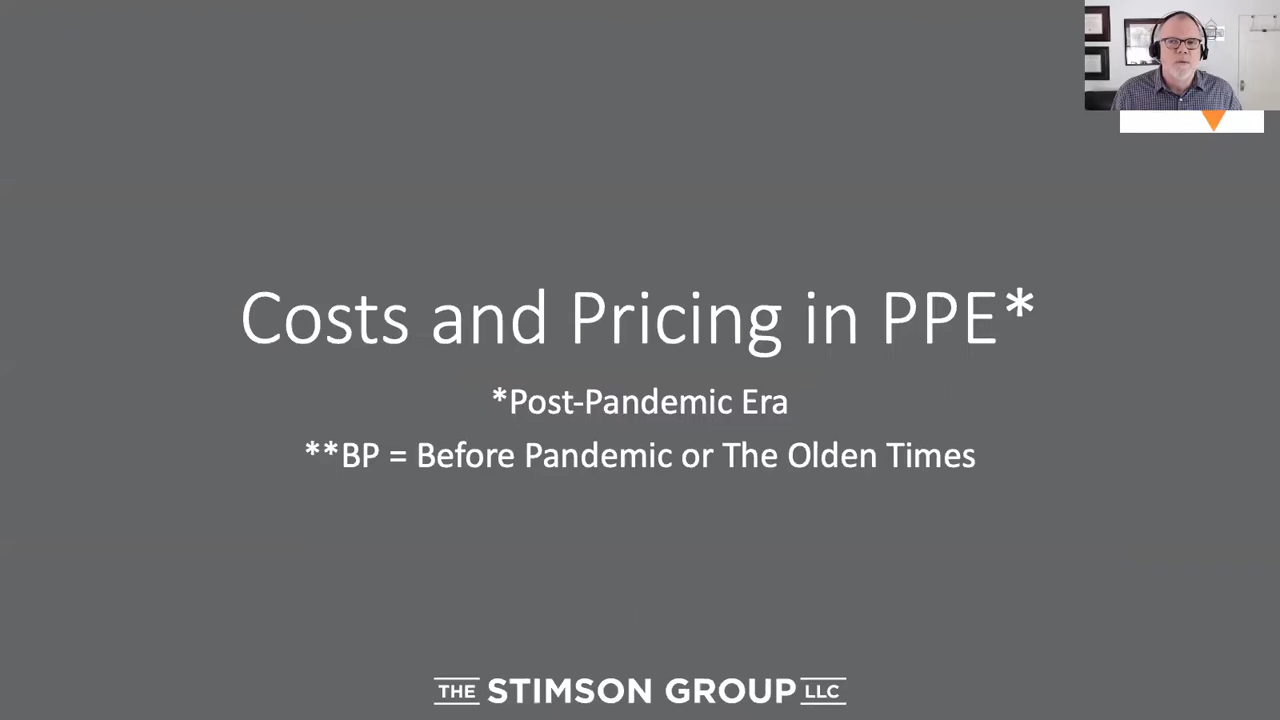 Costs and Pricing in PPE*
*Post-Pandemic Era
**BP = Before Pandemic or The Olden Times
THE STIMSON GROUP LLC